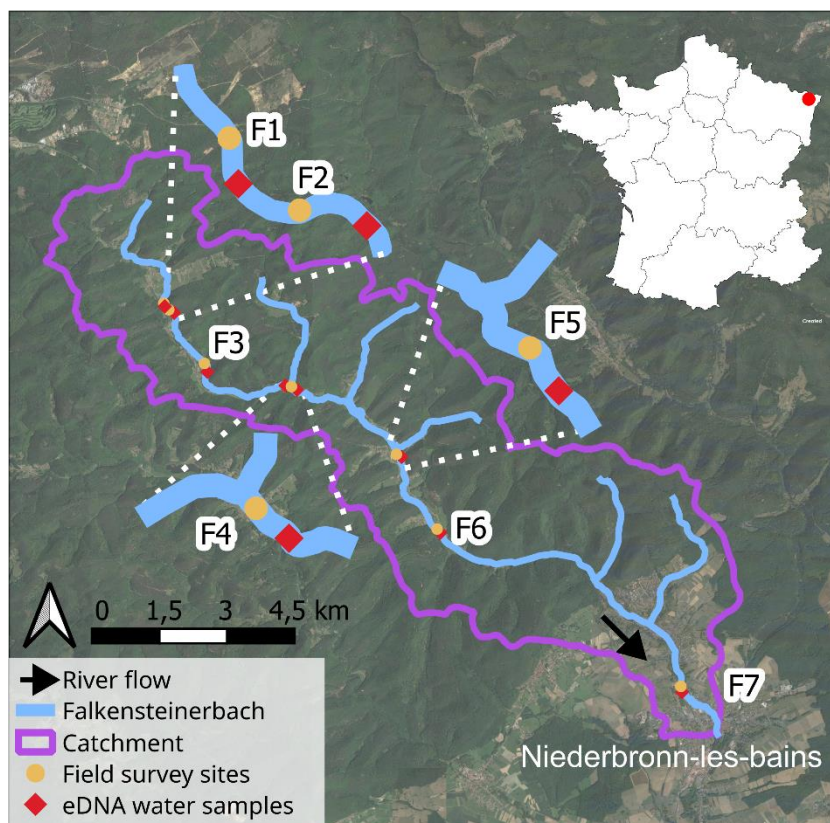 F1
F2
F3
F4
F5
F6
F7
Created
0 1,5 3 4,5 km
River flow
Falkensteinerbach
Catchment
Field survey sites
eDNA water samples
Niederbronn-les-bains